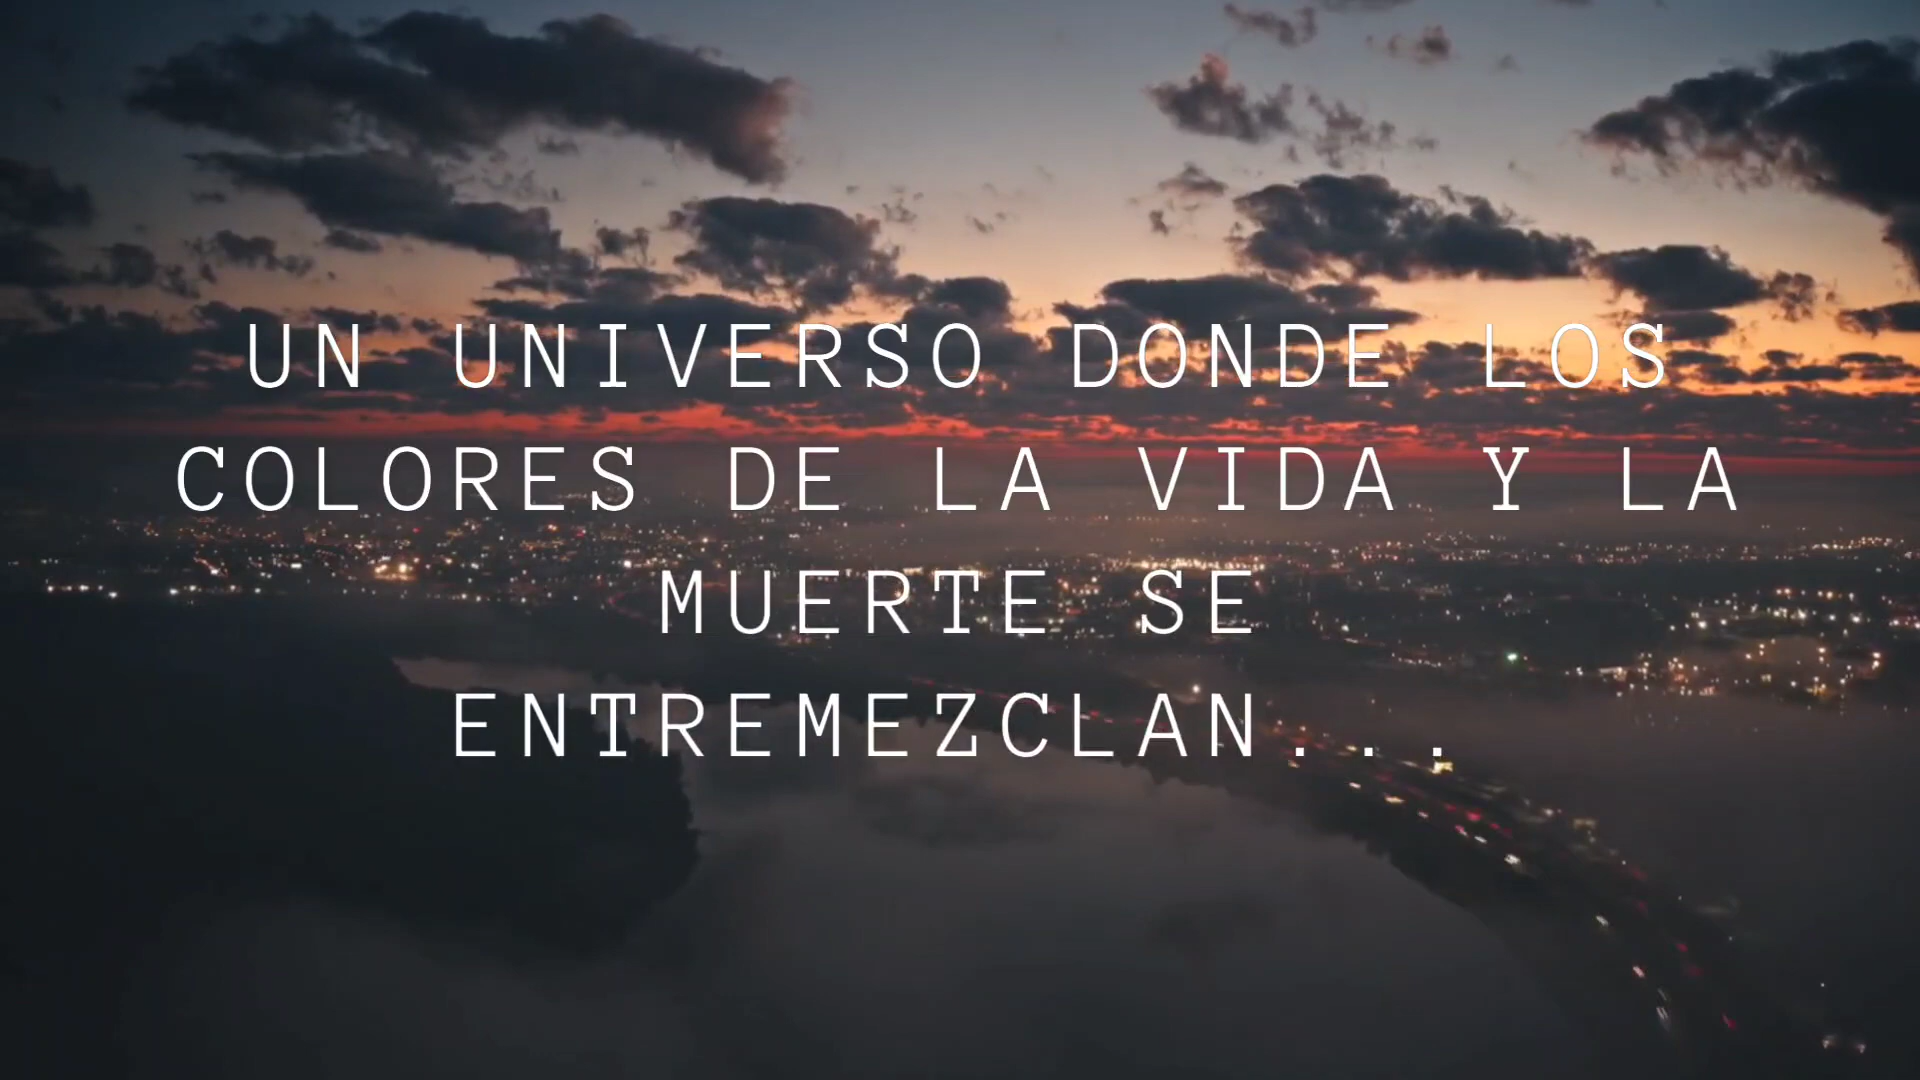 UN UNIVERSO DONDE LOS
COLORES DE LA VIDA Y LA
MUERTE SE
ENTREMEZCLAN...